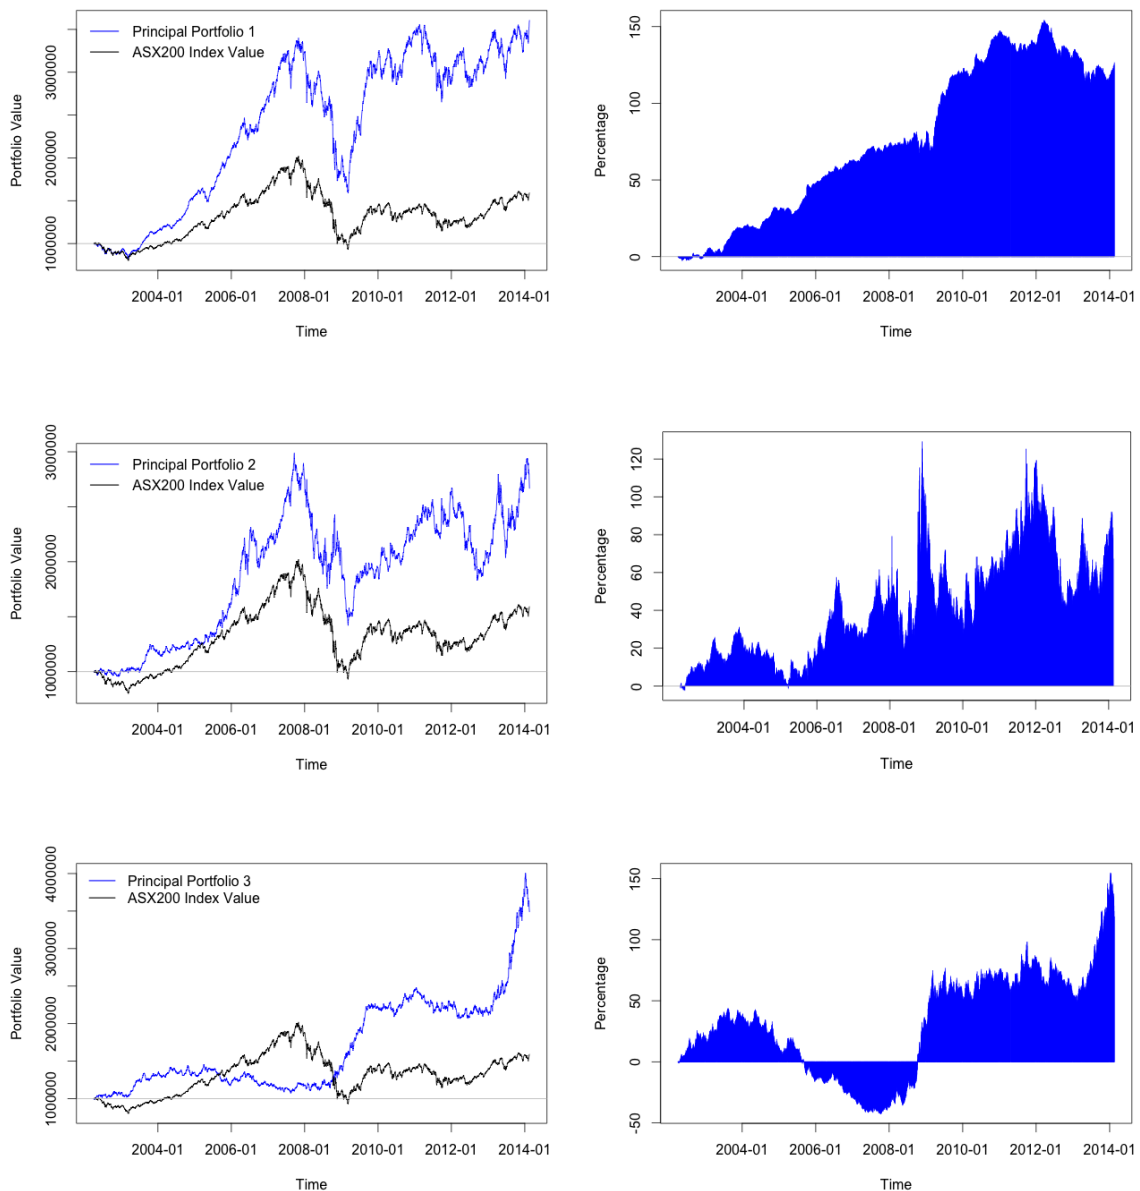 Principal Portfolio 1
ASX200 Index Value
Portfolio Value
1000000
2000000
3000000
2004-01 2006-01 2008-01 2010-01 2012-01 2014-01
Time
Percentage
0
50
100
150
2004-01 2006-01 2008-01 2010-01 2012-01 2014-01
Time
Principal Portfolio 2
ASX200 Index Value
Portfolio Value
1000000
2000000
3000000
2004-01 2006-01 2008-01 2010-01 2012-01 2014-01
Time
Percentage
0
20
40
60
80
100
120
2004-01 2006-01 2008-01 2010-01 2012-01 2014-01
Time
Principal Portfolio 3
ASX200 Index Value
Portfolio Value
1000000
2000000
3000000
4000000
2004-01 2006-01 2008-01 2010-01 2012-01 2014-01
Time
Percentage
-50
0
50
100
150
2004-01 2006-01 2008-01 2010-01 2012-01 2014-01
Time